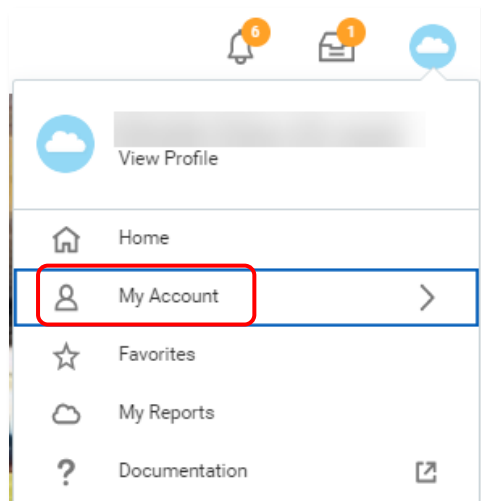 6
1
View Profile
Home
My Account
Favorites
My Reports
Documentation